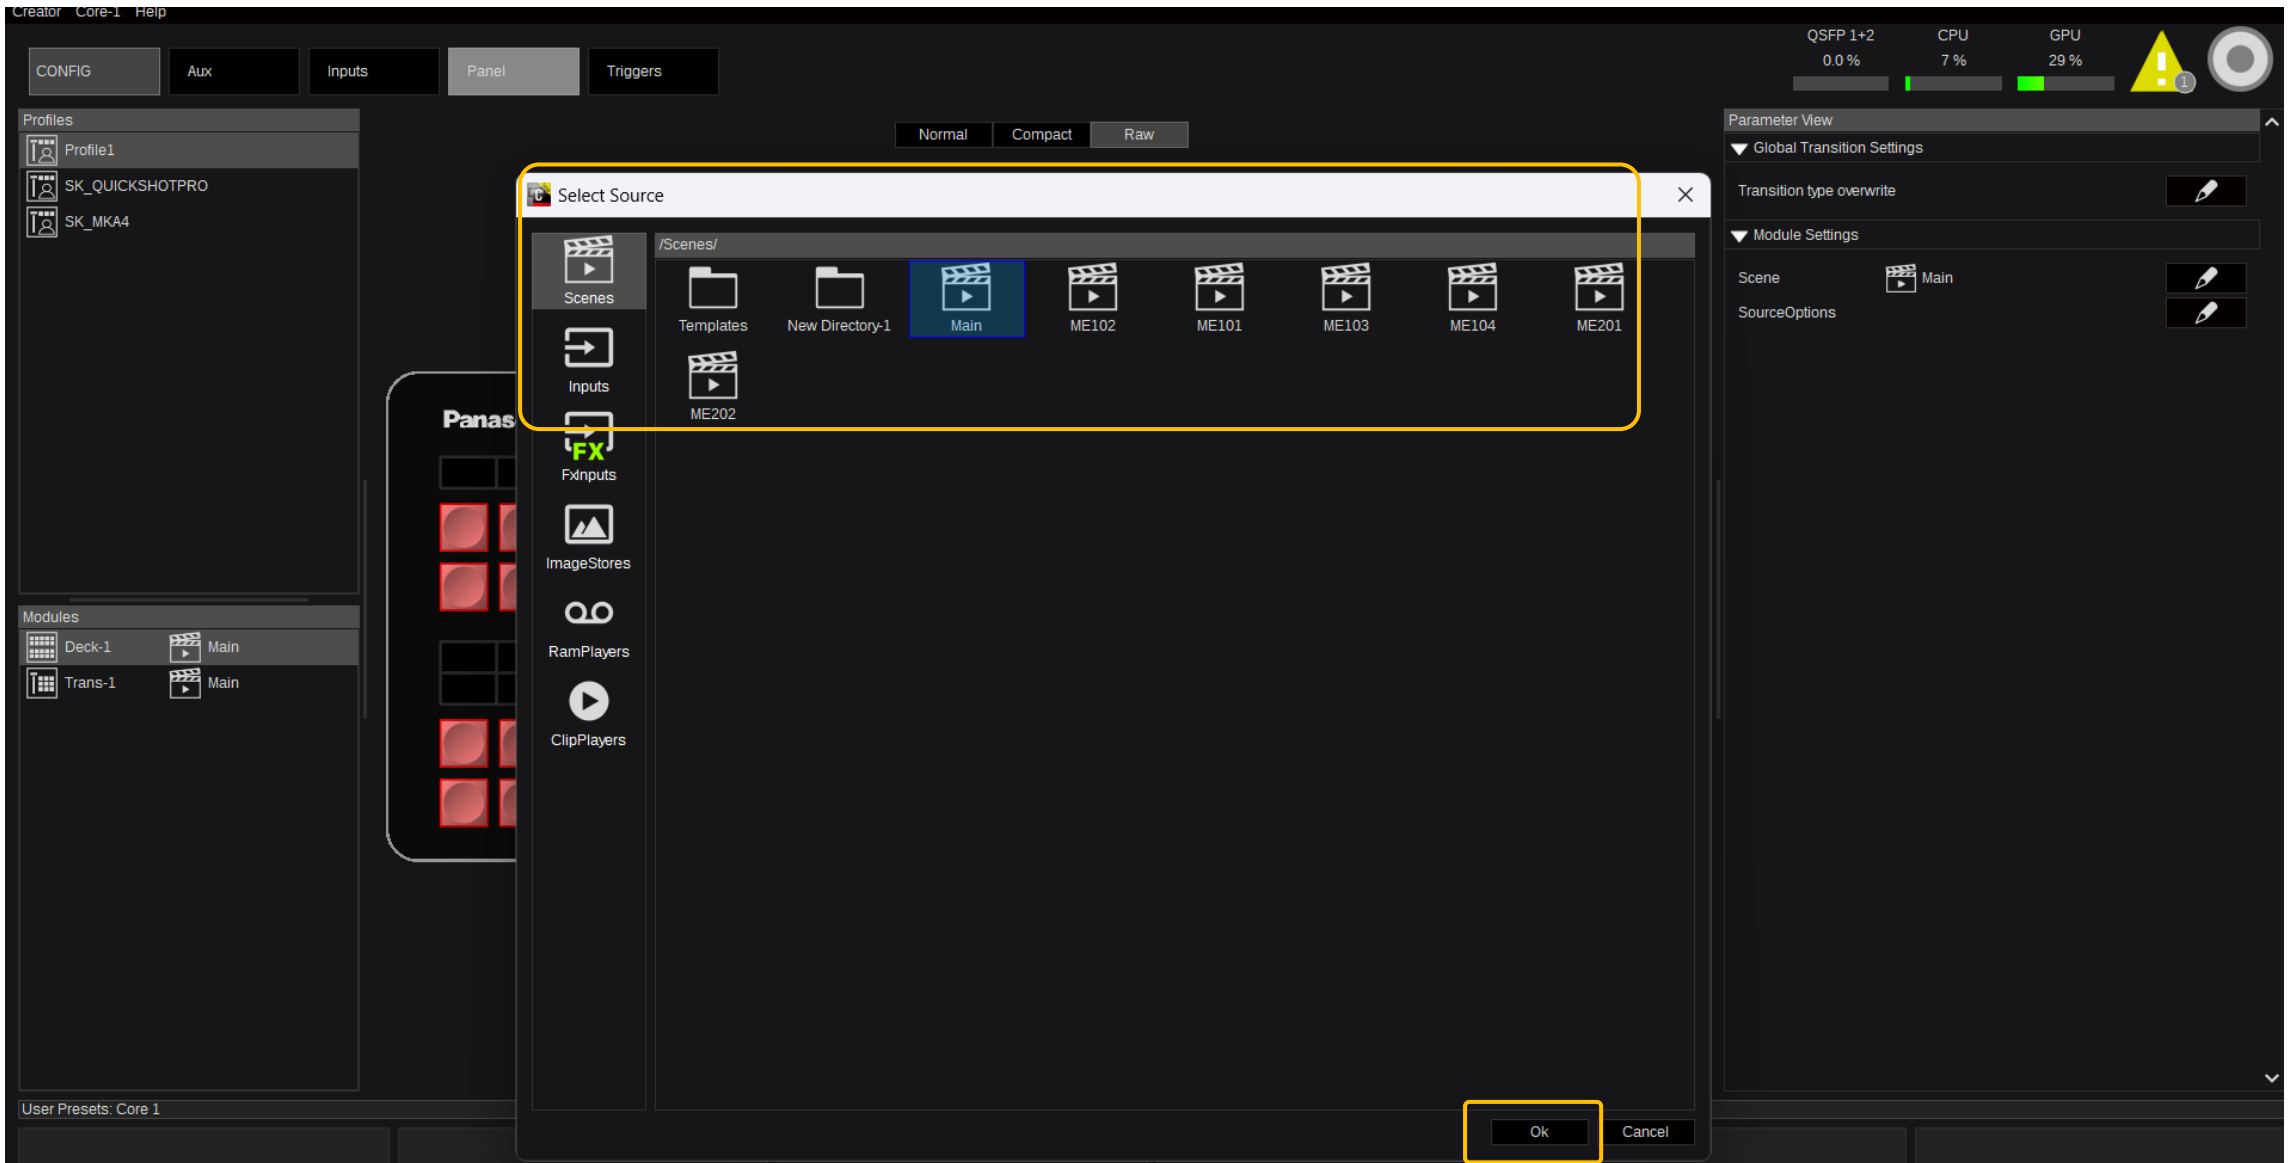 Creator Core-1 Help
QSFP 1+2 CPU GPU
0.0 % 7 % 29 %
1
CONFIG Aux Inputs Panel Triggers
Profiles
Profile1
SK_QUICKSHOTPRO
SK_MKA4
Normal Compact Raw
Select Source
/Scenes/
Scenes
Templates New Directory-1 Main ME102 ME101 ME103 ME104 ME201
ME202
Inputs
FX
FxInputs
ImageStores
RamPlayers
ClipPlayers
Panas
Parameter View
Global Transition Settings
Transition type overwrite
Module Settings
Scene Main
SourceOptions
Modules
Deck-1 Main
Trans-1 Main
User Presets: Core 1
Ok Cancel